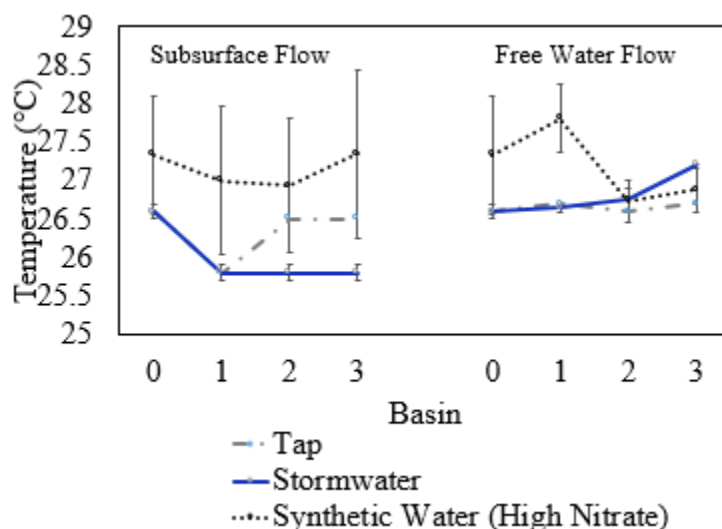 29
Subsurface Flow Free Water Flow
28.5
28
27.5
27
26.5
26
25.5
25
Temperature (°C)
0 1 2 3 0 1 2 3
Basin
Tap
Stormwater
Synthetic Water (High Nitrate)